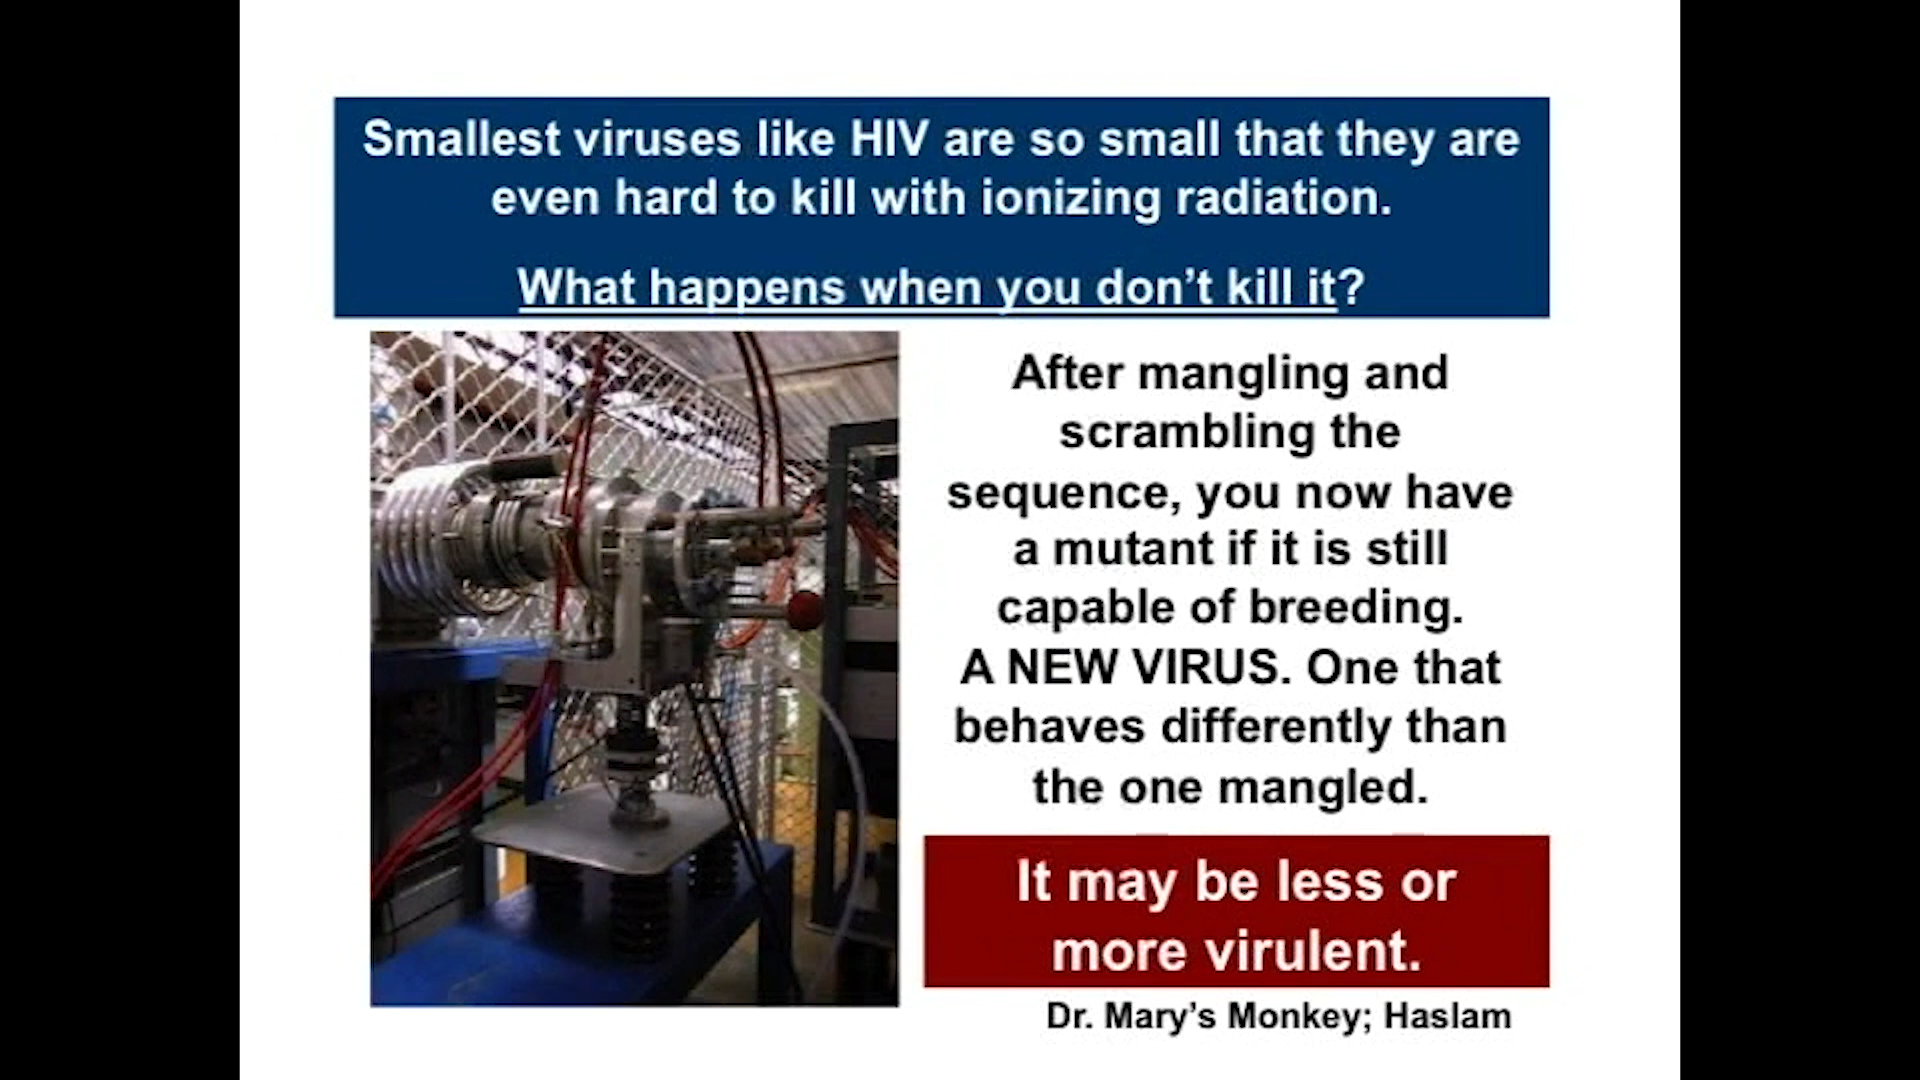 Smallest viruses like HIV are so small that they are
even hard to kill with ionizing radiation.
What happens when you don't kill it?
After mangling and
scrambling the
sequence, you now have
a mutant if it is still
capable of breeding.
A NEW VIRUS. One that
behaves differently than
the one mangled.
It may be less or
more virulent.
Dr. Mary's Monkey; Haslam